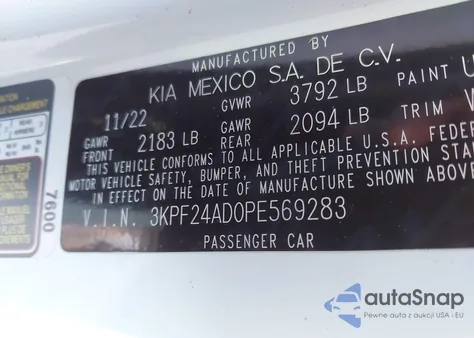 MANUFACTURED BY
KIA MEXICO S.A. DE C.V.
11/22 GVWR 3792 LB PAINT U
GAWR FRONT 2183 LB GAWR REAR 2094 LB TRIM W
THIS VEHICLE CONFORMS TO ALL APPLICABLE U.S.A. FEDER
MOTOR VEHICLE SAFETY, BUMPER, AND THEFT PREVENTION STAN
IN EFFECT ON THE DATE OF MANUFACTURE SHOWN ABOVE
V.I.N. 3KPF24AD0PE569283
PASSENGER CAR
7600
autoSnap
Pewne auta z aukcji USA i EU